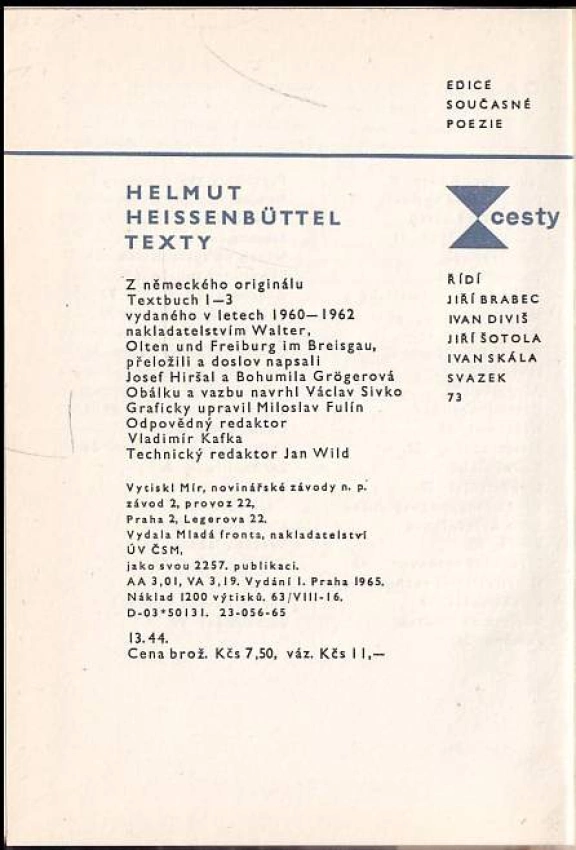 EDICE
SOUČASNÉ
POEZIE
HELMUT
HEISSENBÜTTEL
TEXTY
cesty
Z německého originálu
Textbuch 1—3
vydaného v letech 1960—1962
nakladatelstvím Walter,
Olten und Freiburg im Breisgau,
přeložili a doslov napsali
Josef Hiršal a Bohumila Grögerová
Obálku a vazbu navrhl Václav Sivko
Graficky upravil Miloslav Fulín
Odpovědný redaktor
Vladimír Kafka
Technický redaktor Jan Wild
ŘÍDÍ
JIŘÍ BRABEC
IVAN DIVIŠ
JIŘÍ ŠOTOLA
IVAN SKÁLA
SVAZEK
73
Vytiskl Mír, novinářské závody n. p.
závod 2, provoz 22,
Praha 2, Legerova 22.
Vydala Mladá fronta, nakladatelství
ÚV ČSM,
jako svou 2257. publikaci.
AA 3,01, VA 3,19. Vydání 1. Praha 1965.
Náklad 1200 výtisků. 63/VIII-16.
D-03*50131. 23-056-65
13.44.
Cena brož. Kčs 7,50, váz. Kčs 11,—